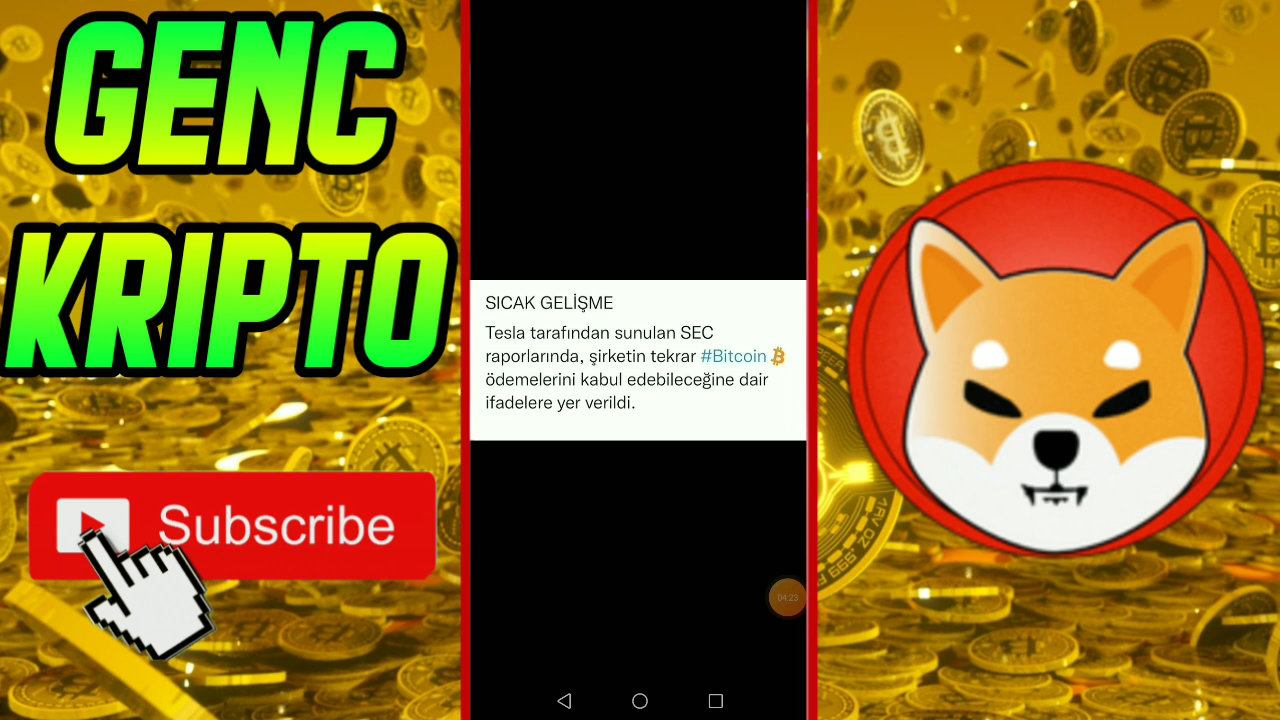 GENC
KRIPTO
Subscribe
SICAK GELİŞME
Tesla tarafından sunulan SEC
raporlarında, şirketin tekrar #Bitcoin
ödemelerini kabul edebileceğine dair
ifadelere yer verildi.
04:23